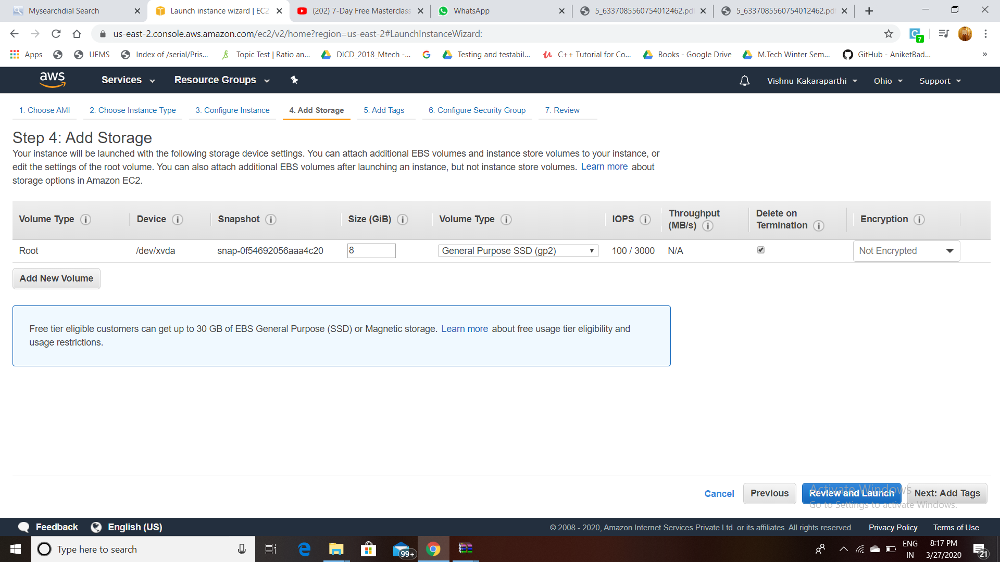 Mysearchdial Search
Launch instance wizard | EC2
(202) 7-Day Free Masterclass
WhatsApp
5_6337085560754012462.pd
5_6337085560754012462.pd
us-east-2.console.aws.amazon.com/ec2/v2/home?region=us-east-2#LaunchInstanceWizard:
7
Apps
UEMS
Index of /serial/Pris...
Topic Test | Ratio an...
DICD_2018_Mtech -...
Testing and testabil...
C++ Tutorial for Co...
Books - Google Drive
M.Tech Winter Sem...
GitHub - AniketBad...
»
aws
Services
Resource Groups
Vishnu Kakaraparthi
Ohio
Support
1. Choose AMI
2. Choose Instance Type
3. Configure Instance
4. Add Storage
5. Add Tags
6. Configure Security Group
7. Review
Step 4: Add Storage
Your instance will be launched with the following storage device settings. You can attach additional EBS volumes and instance store volumes to your instance, or
edit the settings of the root volume. You can also attach additional EBS volumes after launching an instance, but not instance store volumes. Learn more about
storage options in Amazon EC2.
Volume Type
Device
Snapshot
Size (GiB)
Volume Type
IOPS
Throughput
(MB/s)
Delete on
Termination
Encryption
Root
/dev/xvda
snap-0f54692056aaa4c20
8
General Purpose SSD (gp2)
100 / 3000
N/A
Not Encrypted
Add New Volume
Free tier eligible customers can get up to 30 GB of EBS General Purpose (SSD) or Magnetic storage. Learn more about free usage tier eligibility and
usage restrictions.
Cancel
Previous
Review and Launch
Next: Add Tags
Activate Windows
Go to Settings to activate Windows.
Feedback
English (US)
© 2008 - 2020, Amazon Internet Services Private Ltd. or its affiliates. All rights reserved.
Privacy Policy
Terms of Use
Type here to search
99+
ENG
IN
8:17 PM
3/27/2020
21